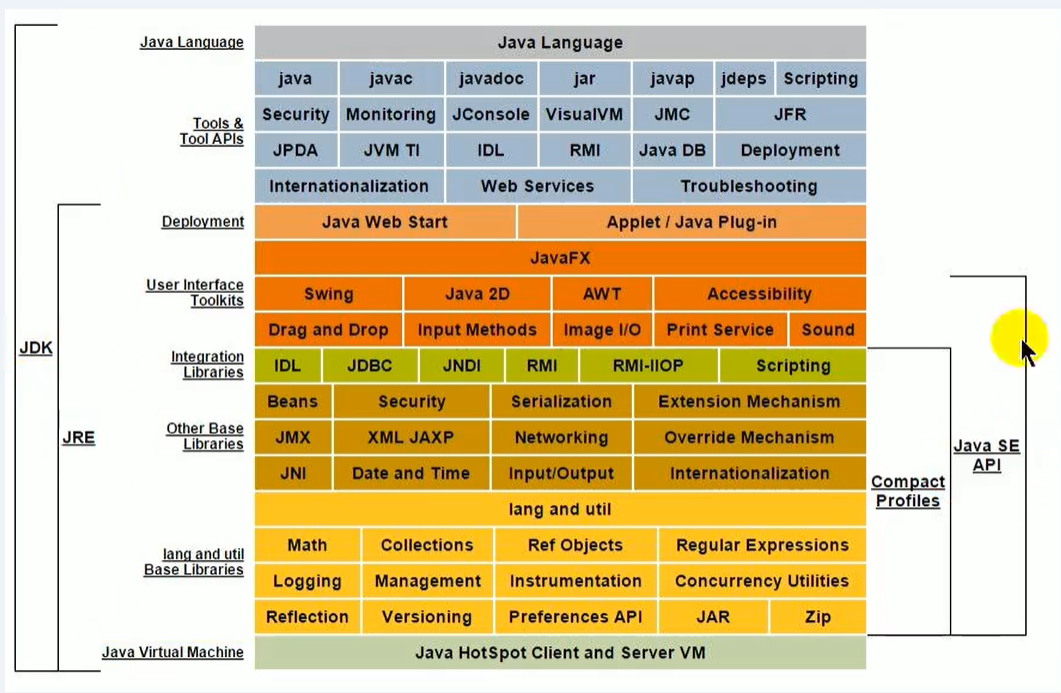 Java Language
Java Language
Tools &
Tool APIs
java javac javadoc jar javap jdeps Scripting
Security Monitoring JConsole VisualVM JMC JFR
JPDA JVM TI IDL RMI Java DB Deployment
Internationalization Web Services Troubleshooting
Deployment
Java Web Start Applet / Java Plug-in
JavaFX
User Interface
Toolkits
Swing Java 2D AWT Accessibility
Drag and Drop Input Methods Image I/O Print Service Sound
Integration
Libraries
IDL JDBC JNDI RMI RMI-IIOP Scripting
Other Base
Libraries
Beans Security Serialization Extension Mechanism
JMX XML JAXP Networking Override Mechanism
JNI Date and Time Input/Output Internationalization
lang and util
lang and util
Base Libraries
Math Collections Ref Objects Regular Expressions
Logging Management Instrumentation Concurrency Utilities
Reflection Versioning Preferences API JAR Zip
Java Virtual Machine
Java HotSpot Client and Server VM
JDK
JRE
Compact
Profiles
Java SE
API